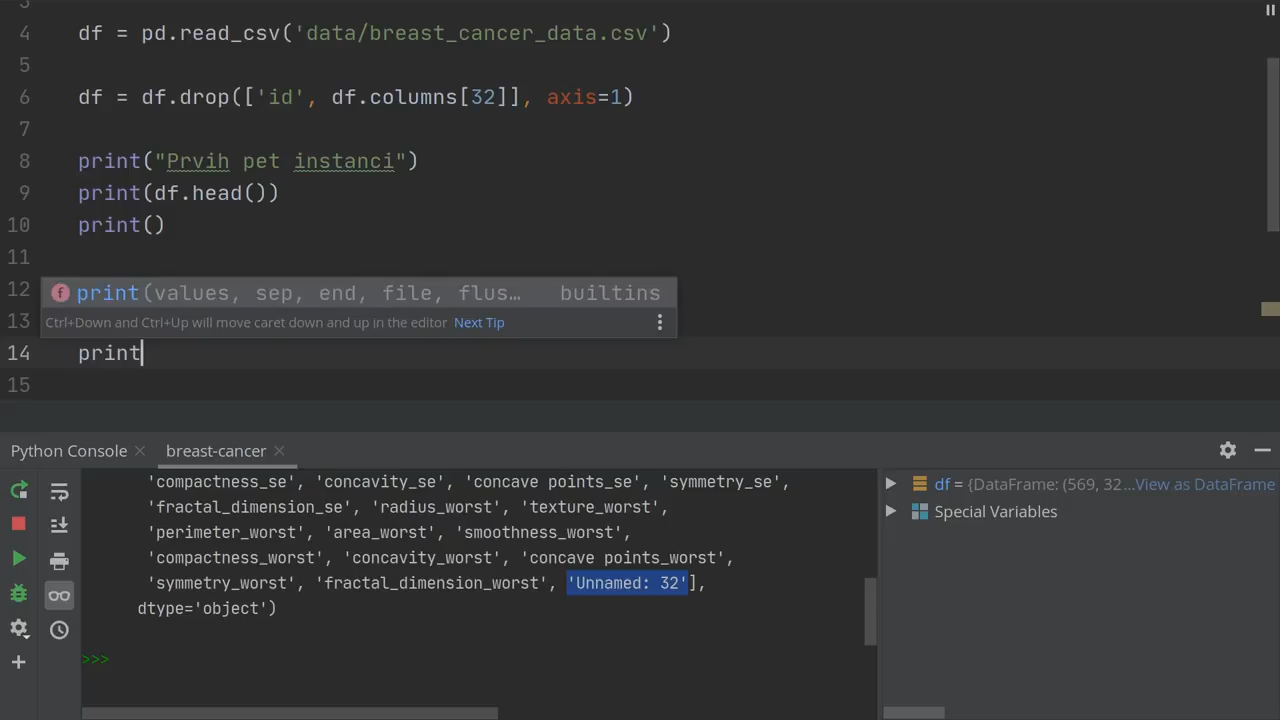 3
4 df = pd.read_csv('data/breast_cancer_data.csv')
5
6 df = df.drop(['id', df.columns[32]], axis=1)
7
8 print("Prvih pet instanci")
9 print(df.head())
10 print()
11
12 print(values, sep, end, file, flus… builtins
13 Ctrl+Down and Ctrl+Up will move caret down and up in the editor Next Tip
14 print
15
Python Console breast-cancer
'compactness_se', 'concavity_se', 'concave points_se', 'symmetry_se',
'fractal_dimension_se', 'radius_worst', 'texture_worst',
'perimeter_worst', 'area_worst', 'smoothness_worst',
'compactness_worst', 'concavity_worst', 'concave points_worst',
'symmetry_worst', 'fractal_dimension_worst', 'Unnamed: 32'],
dtype='object')
>>>
df = {DataFrame: (569, 32…View as DataFrame
Special Variables